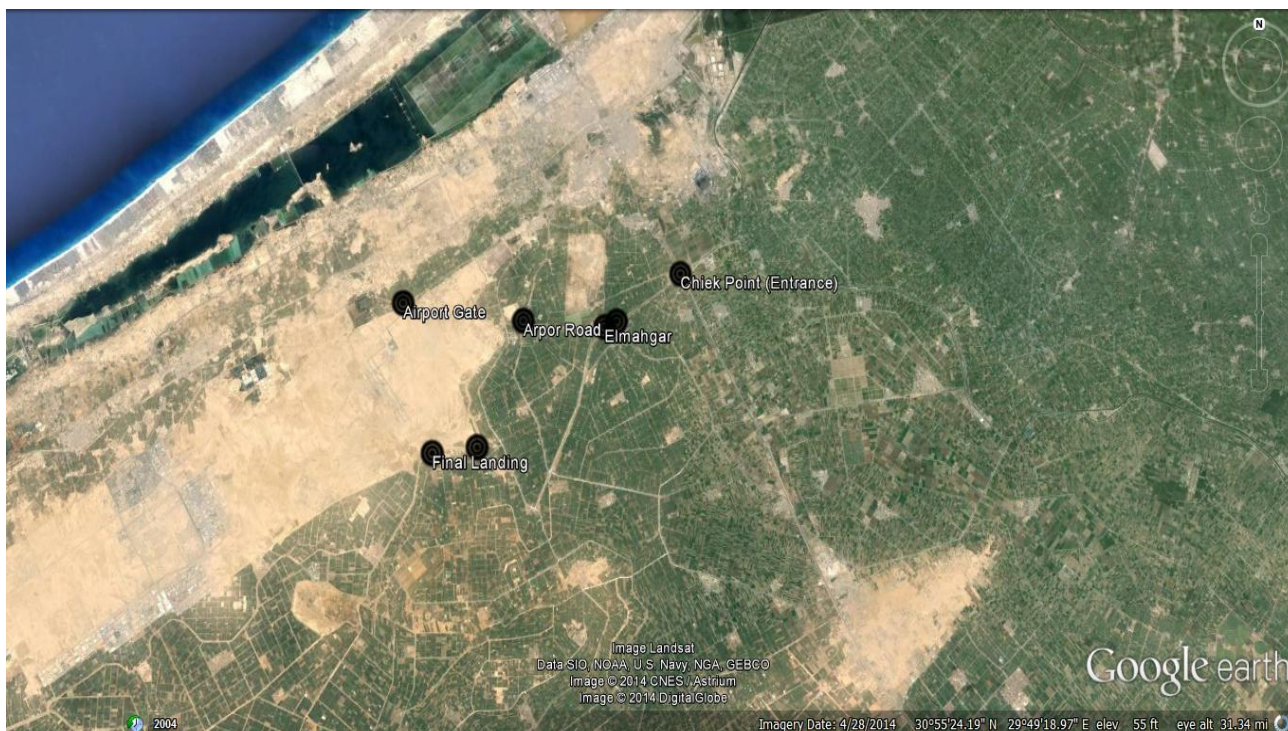 N
Chiek Point (Entrance)
Airport Gate
Arpor Road
Elmahgar
Final Landing
Image Landsat
Data SIO, NOAA, U.S. Navy, NGA, GEBCO
Image © 2014 CNES / Astrium
Image © 2014 DigitalGlobe
Google earth
2004
Imagery Date: 4/28/2014 30°55'24.19" N 29°49'18.97" E elev 55 ft eye alt 31.34 mi